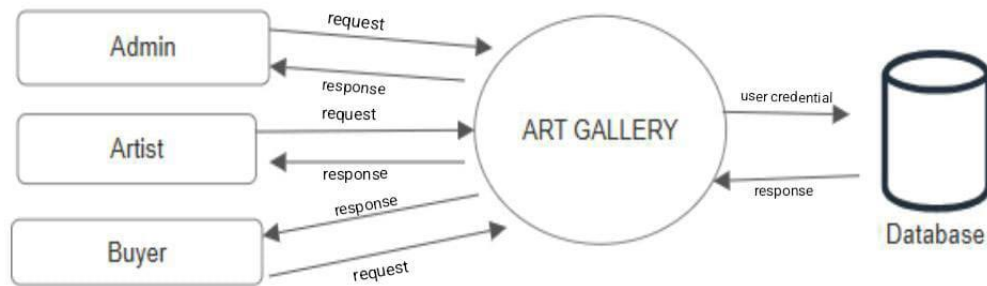 request
Admin
response
request
Artist
response
response
Buyer
request
ART GALLERY
user credential
response
Database